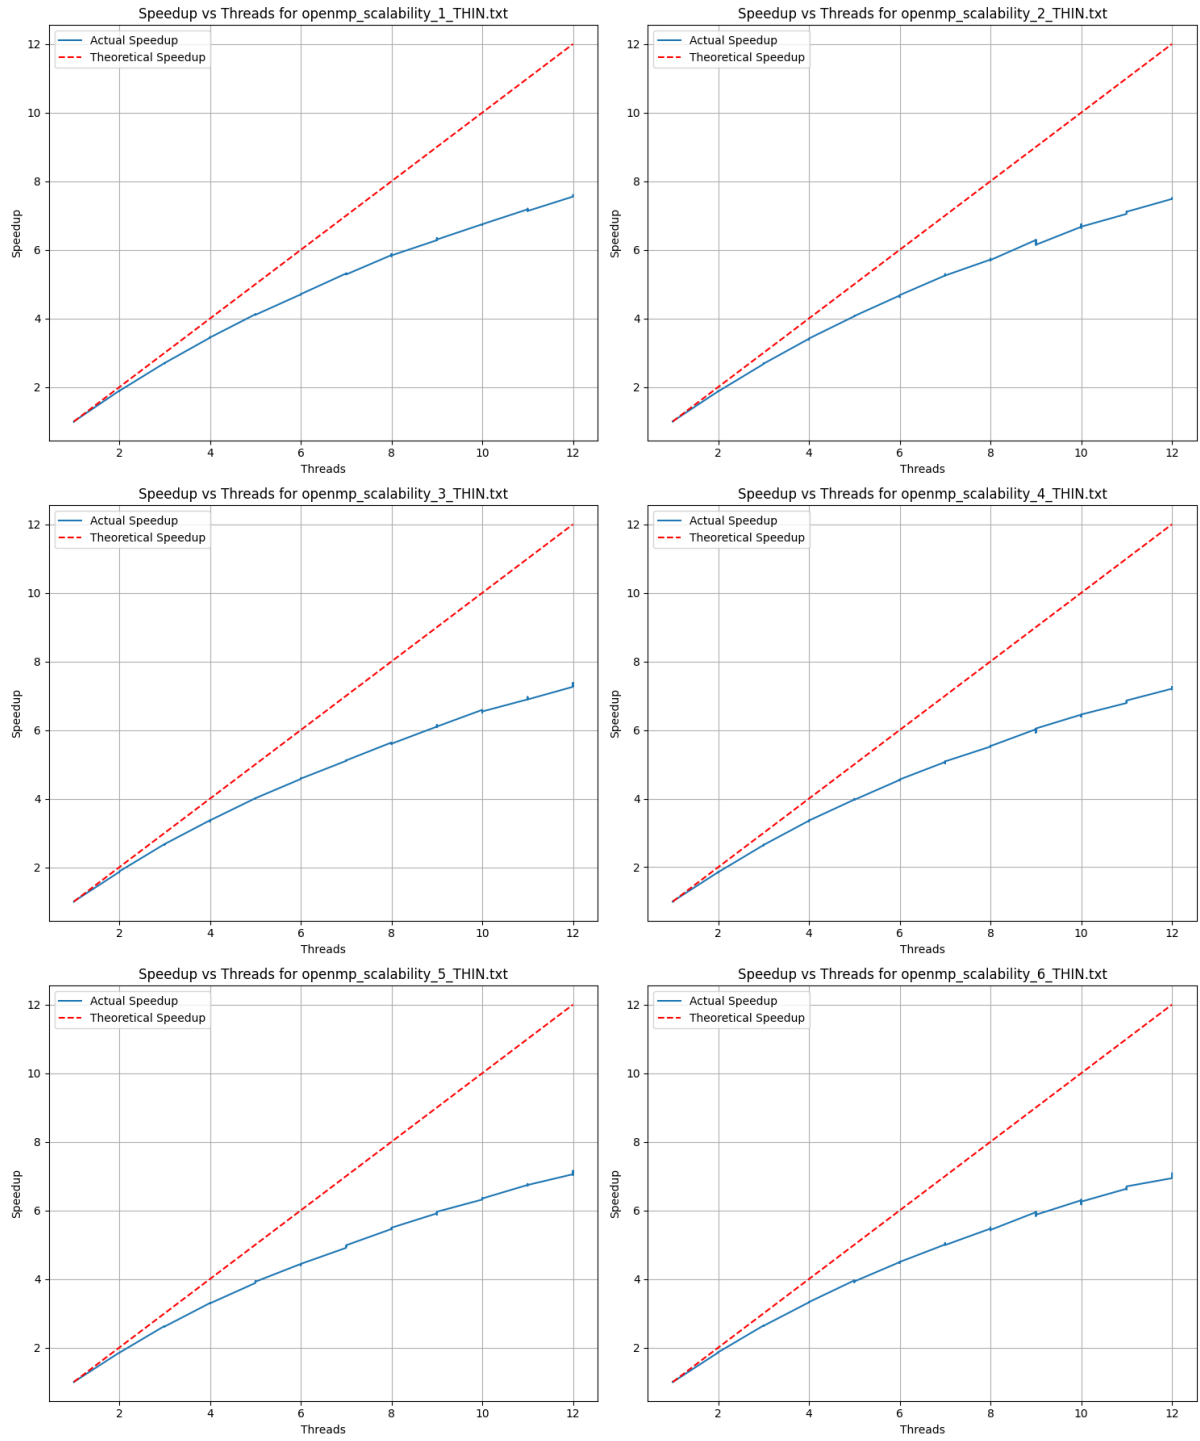 Speedup vs Threads for openmp_scalability_1_THIN.txt
Actual Speedup
Theoretical Speedup
12
10
8
6
4
2
Speedup
2 4 6 8 10 12
Threads
Speedup vs Threads for openmp_scalability_2_THIN.txt
Actual Speedup
Theoretical Speedup
12
10
8
6
4
2
Speedup
2 4 6 8 10 12
Threads
Speedup vs Threads for openmp_scalability_3_THIN.txt
Actual Speedup
Theoretical Speedup
12
10
8
6
4
2
Speedup
2 4 6 8 10 12
Threads
Speedup vs Threads for openmp_scalability_4_THIN.txt
Actual Speedup
Theoretical Speedup
12
10
8
6
4
2
Speedup
2 4 6 8 10 12
Threads
Speedup vs Threads for openmp_scalability_5_THIN.txt
Actual Speedup
Theoretical Speedup
12
10
8
6
4
2
Speedup
2 4 6 8 10 12
Threads
Speedup vs Threads for openmp_scalability_6_THIN.txt
Actual Speedup
Theoretical Speedup
12
10
8
6
4
2
Speedup
2 4 6 8 10 12
Threads